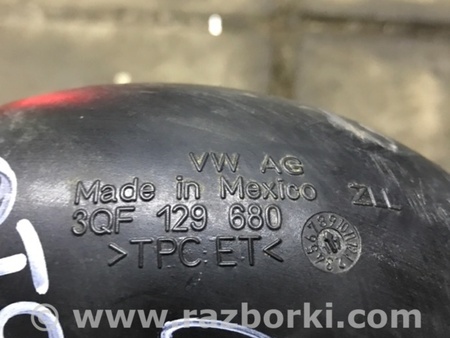 VW AG
Made in Mexico
3QF 129 680
>TPC-ET<
www.razborki.com